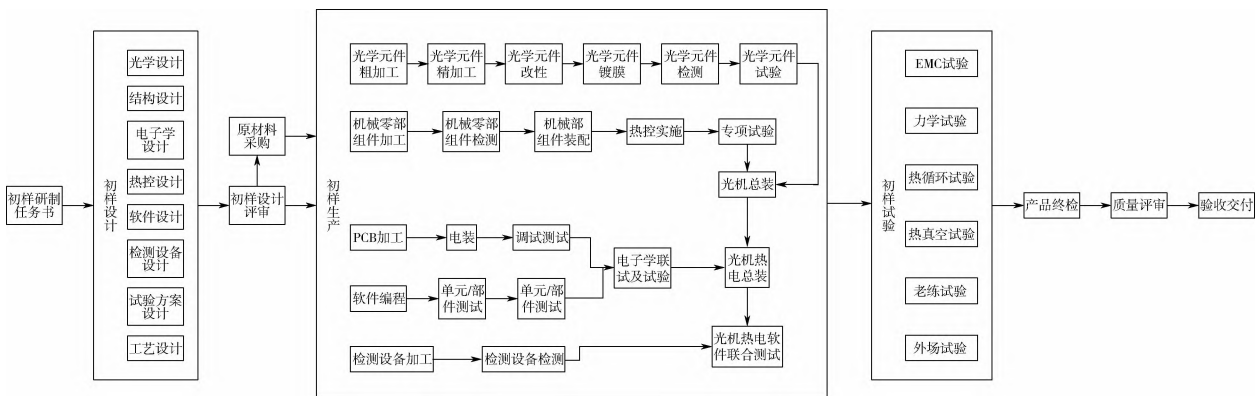 初样研制
任务书
初样设计
光学设计
结构设计
电子学
设计
热控设计
软件设计
检测设备
设计
试验方案
设计
工艺设计
原材料
采购
初样设计
评审
初样生产
光学元件
粗加工
光学元件
精加工
光学元件
改性
光学元件
镀膜
光学元件
检测
光学元件
试验
机械零部
组件加工
机械零部
组件检测
机械部
组件装配
热控实施
专项试验
光机总装
PCB加工
电装
调试测试
软件编程
单元/部
件测试
单元/部
件测试
电子学联
试及试验
光机热
电总装
检测设备加工
检测设备检测
光机热电软
件联合测试
初样试验
EMC试验
力学试验
热循环试验
热真空试验
老练试验
外场试验
产品终检
质量评审
验收交付